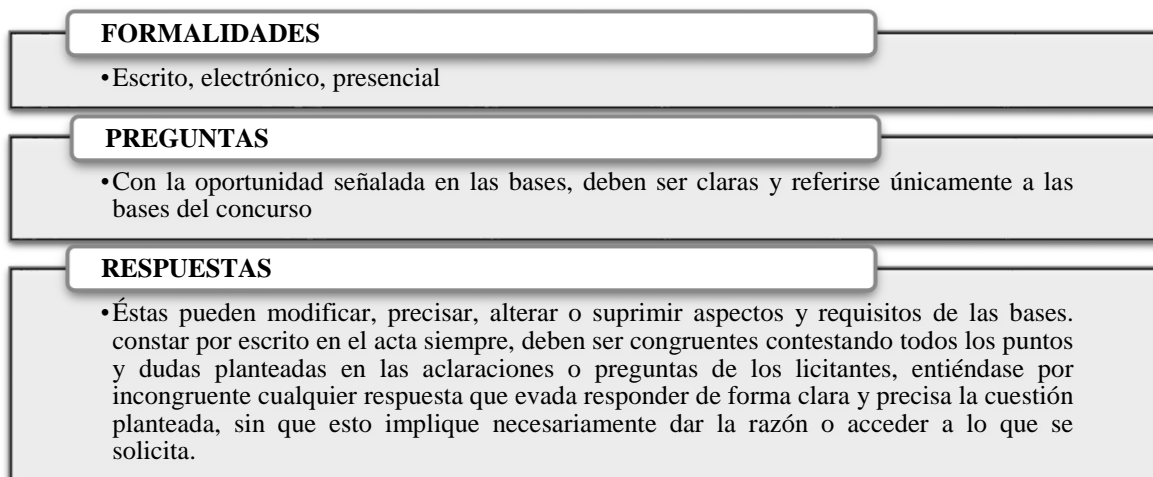 FORMALIDADES
•Escrito, electrónico, presencial
PREGUNTAS
•Con la oportunidad señalada en las bases, deben ser claras y referirse únicamente a las
bases del concurso
RESPUESTAS
•Éstas pueden modificar, precisar, alterar o suprimir aspectos y requisitos de las bases.
constar por escrito en el acta siempre, deben ser congruentes contestando todos los puntos
y dudas planteadas en las aclaraciones o preguntas de los licitantes, entiéndase por
incongruente cualquier respuesta que evada responder de forma clara y precisa la cuestión
planteada, sin que esto implique necesariamente dar la razón o acceder a lo que se
solicita.